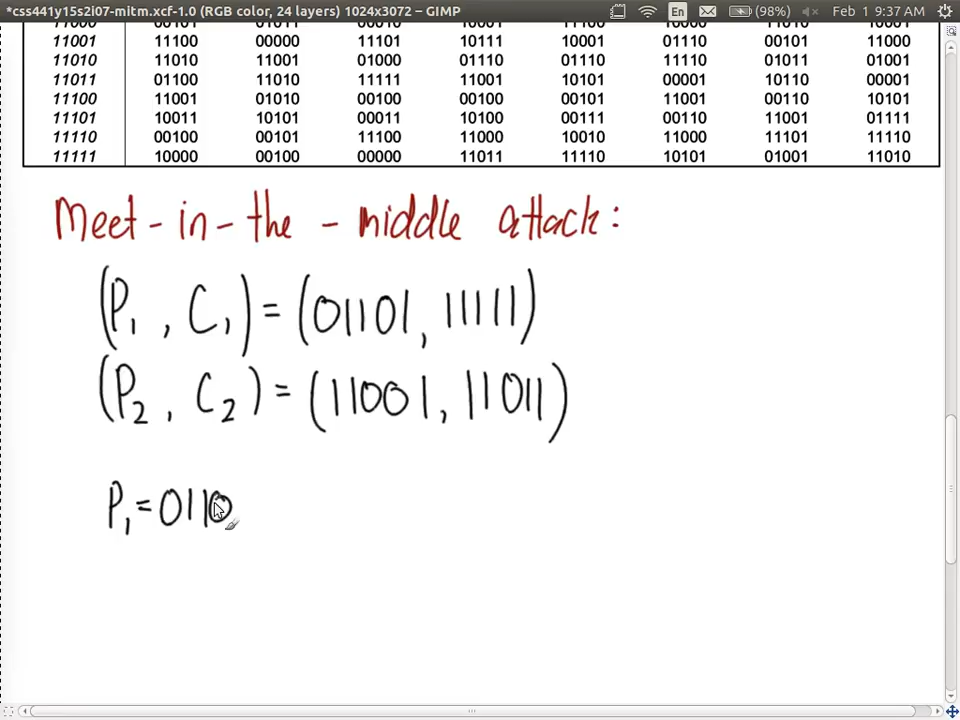 *css441y15s2i07-mitm.xcf-1.0 (RGB color, 24 layers) 1024x3072 – GIMP En (98%) Feb 1 9:37 AM
11001 11100 00000 11101 10111 10001 01110 00101 11000
11010 11010 11001 01000 01110 01110 11110 01011 01001
11011 01100 11010 11111 11001 10101 00001 10110 00001
11100 11001 01010 00100 00100 00101 11001 00110 10101
11101 10011 10101 00011 10100 00111 00110 11001 01111
11110 00100 00101 11100 11000 10010 11000 11101 11110
11111 10000 00100 00000 11011 11110 10101 01001 11010
Meet-in-the-middle attack:
(P₁, C₁) = (01101, 11111)
(P₂, C₂) = (11001, 11011)
P₁=0110